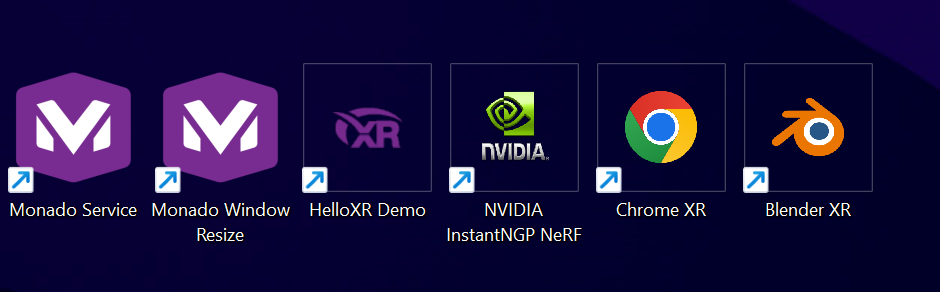 XR
NVIDIA.
Monado Service
Monado Window
Resize
HelloXR Demo
NVIDIA
InstantNGP NeRF
Chrome XR
Blender XR